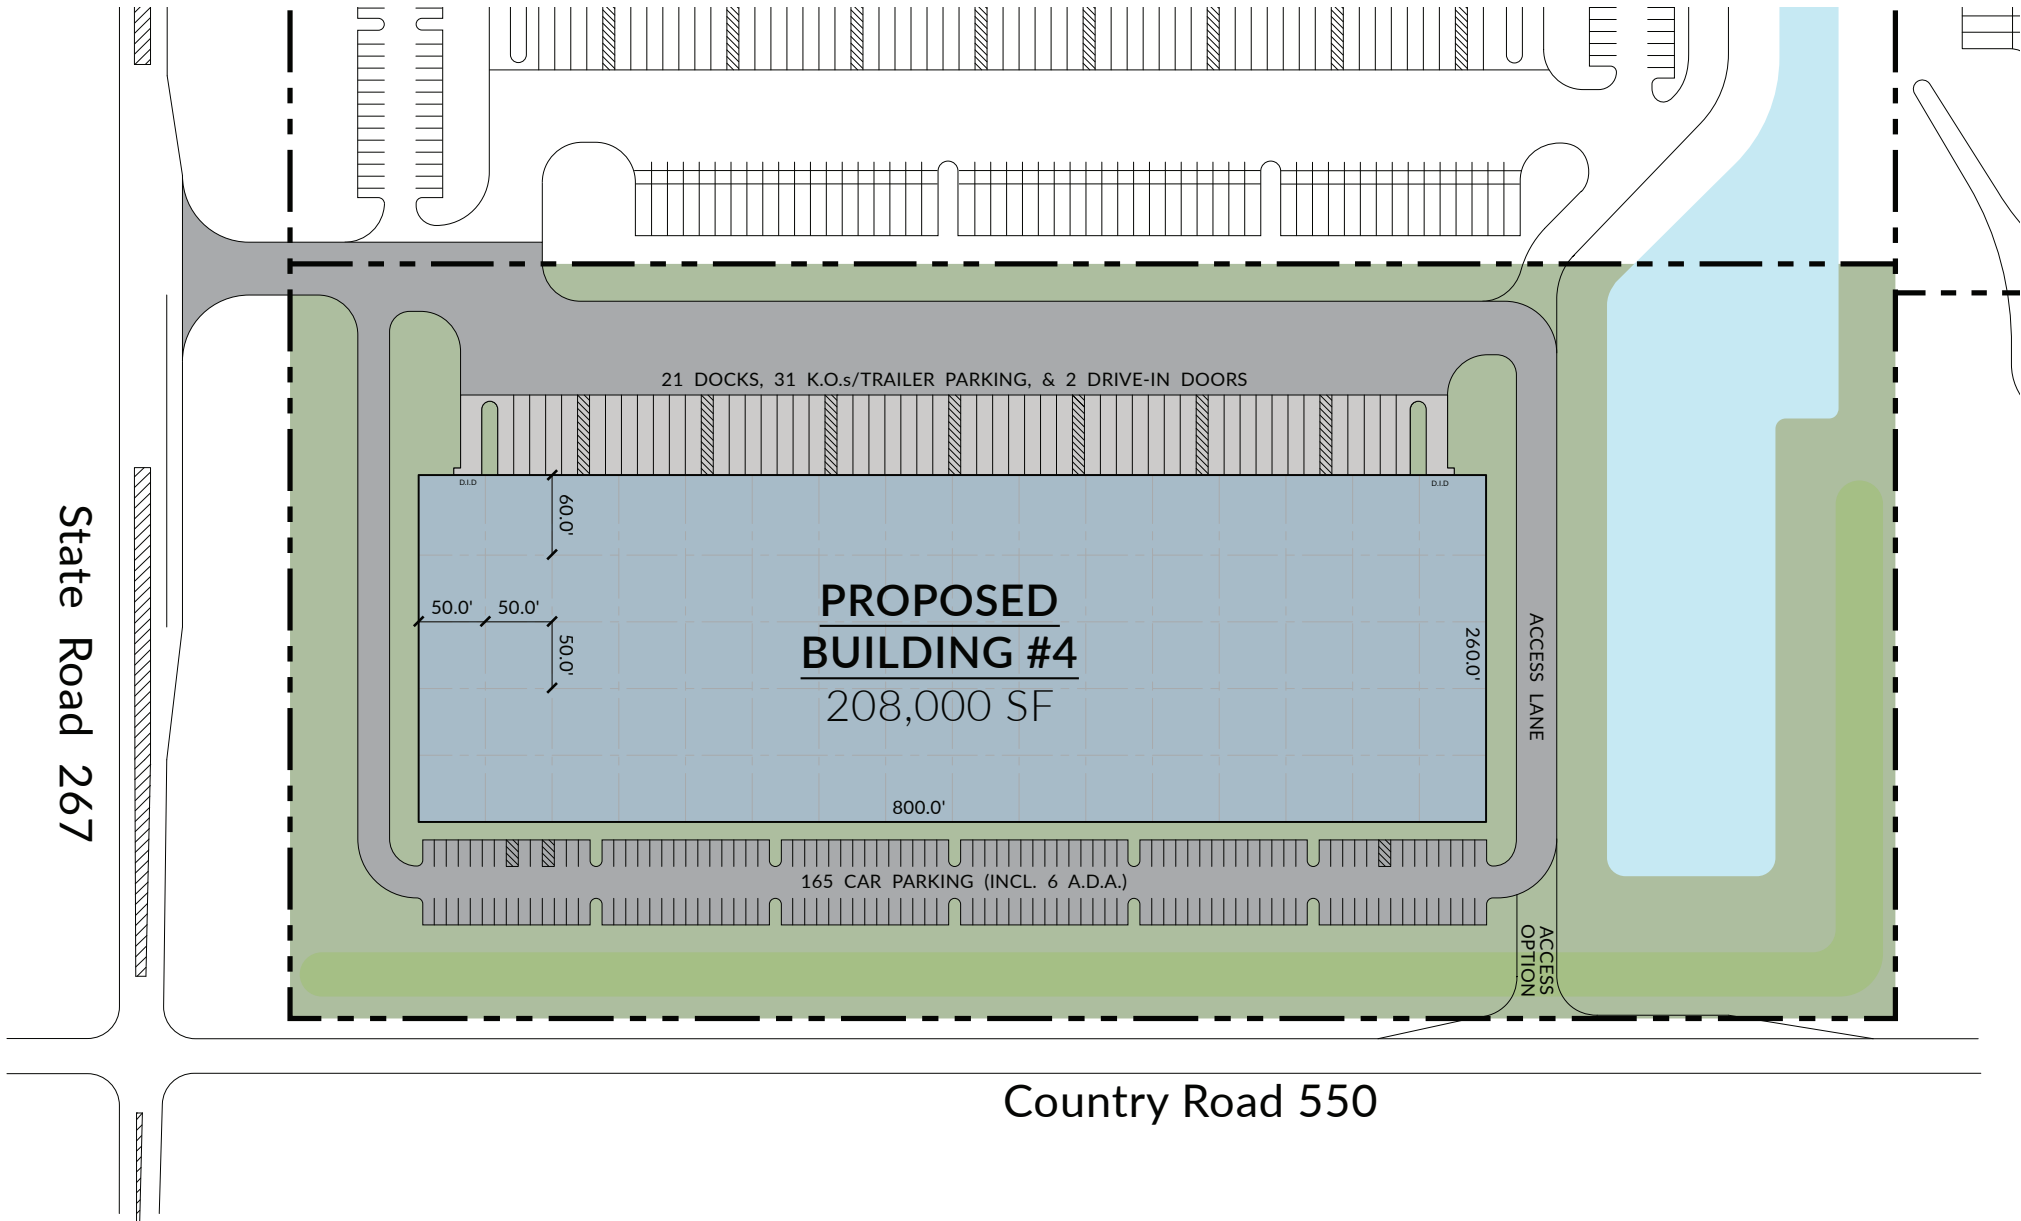 21 DOCKS, 31 K.O.s/TRAILER PARKING, & 2 DRIVE-IN DOORS
D.I.D
D.I.D
60.0'
50.0'
50.0'
50.0'
PROPOSED
BUILDING #4
208,000 SF
260.0'
800.0'
ACCESS LANE
State Road 267
165 CAR PARKING (INCL. 6 A.D.A.)
ACCESS
OPTION
Country Road 550